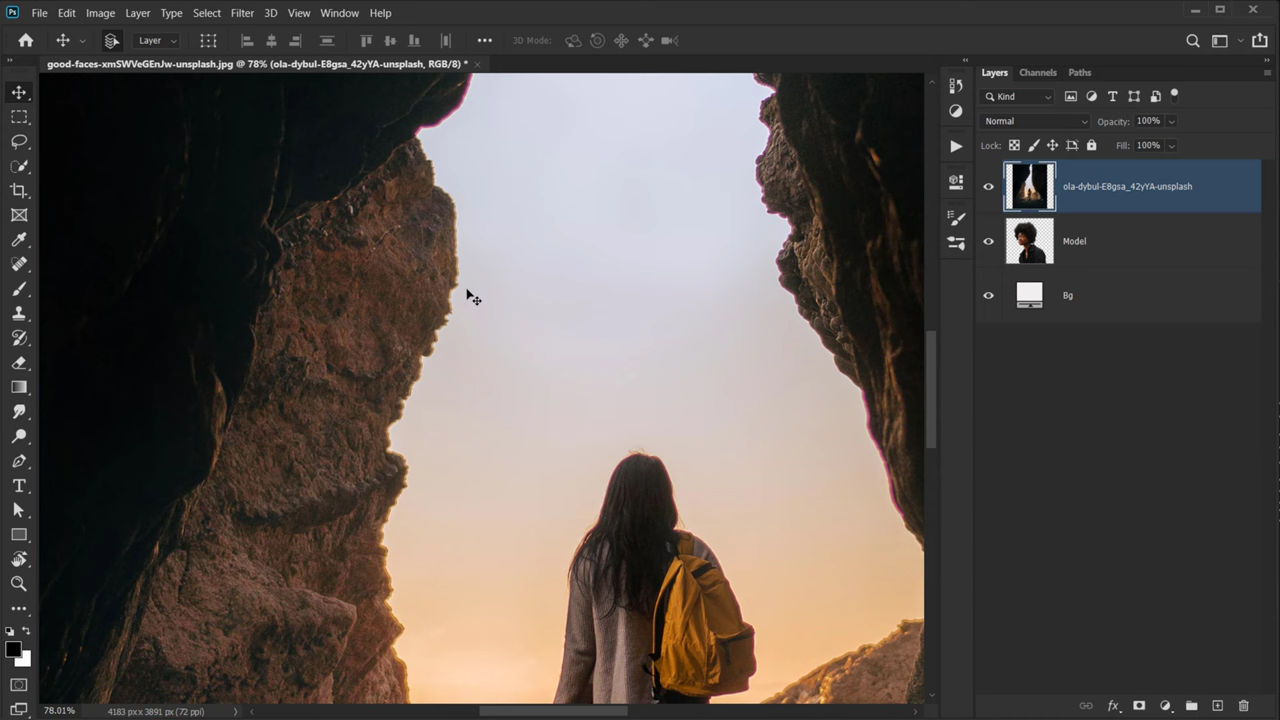 Ps File Edit Image Layer Type Select Filter 3D View Window Help
Layer 3D Mode:
good-faces-xmSWVeGEnJw-unsplash.jpg @ 78% (ola-dybul-E8gsa_42yYA-unsplash, RGB/8) *
Layers Channels Paths
Kind
Normal Opacity: 100%
Lock: Fill: 100%
ola-dybul-E8gsa_42yYA-unsplash
Model
Bg
78.01% 4183 px x 3891 px (72 ppi)